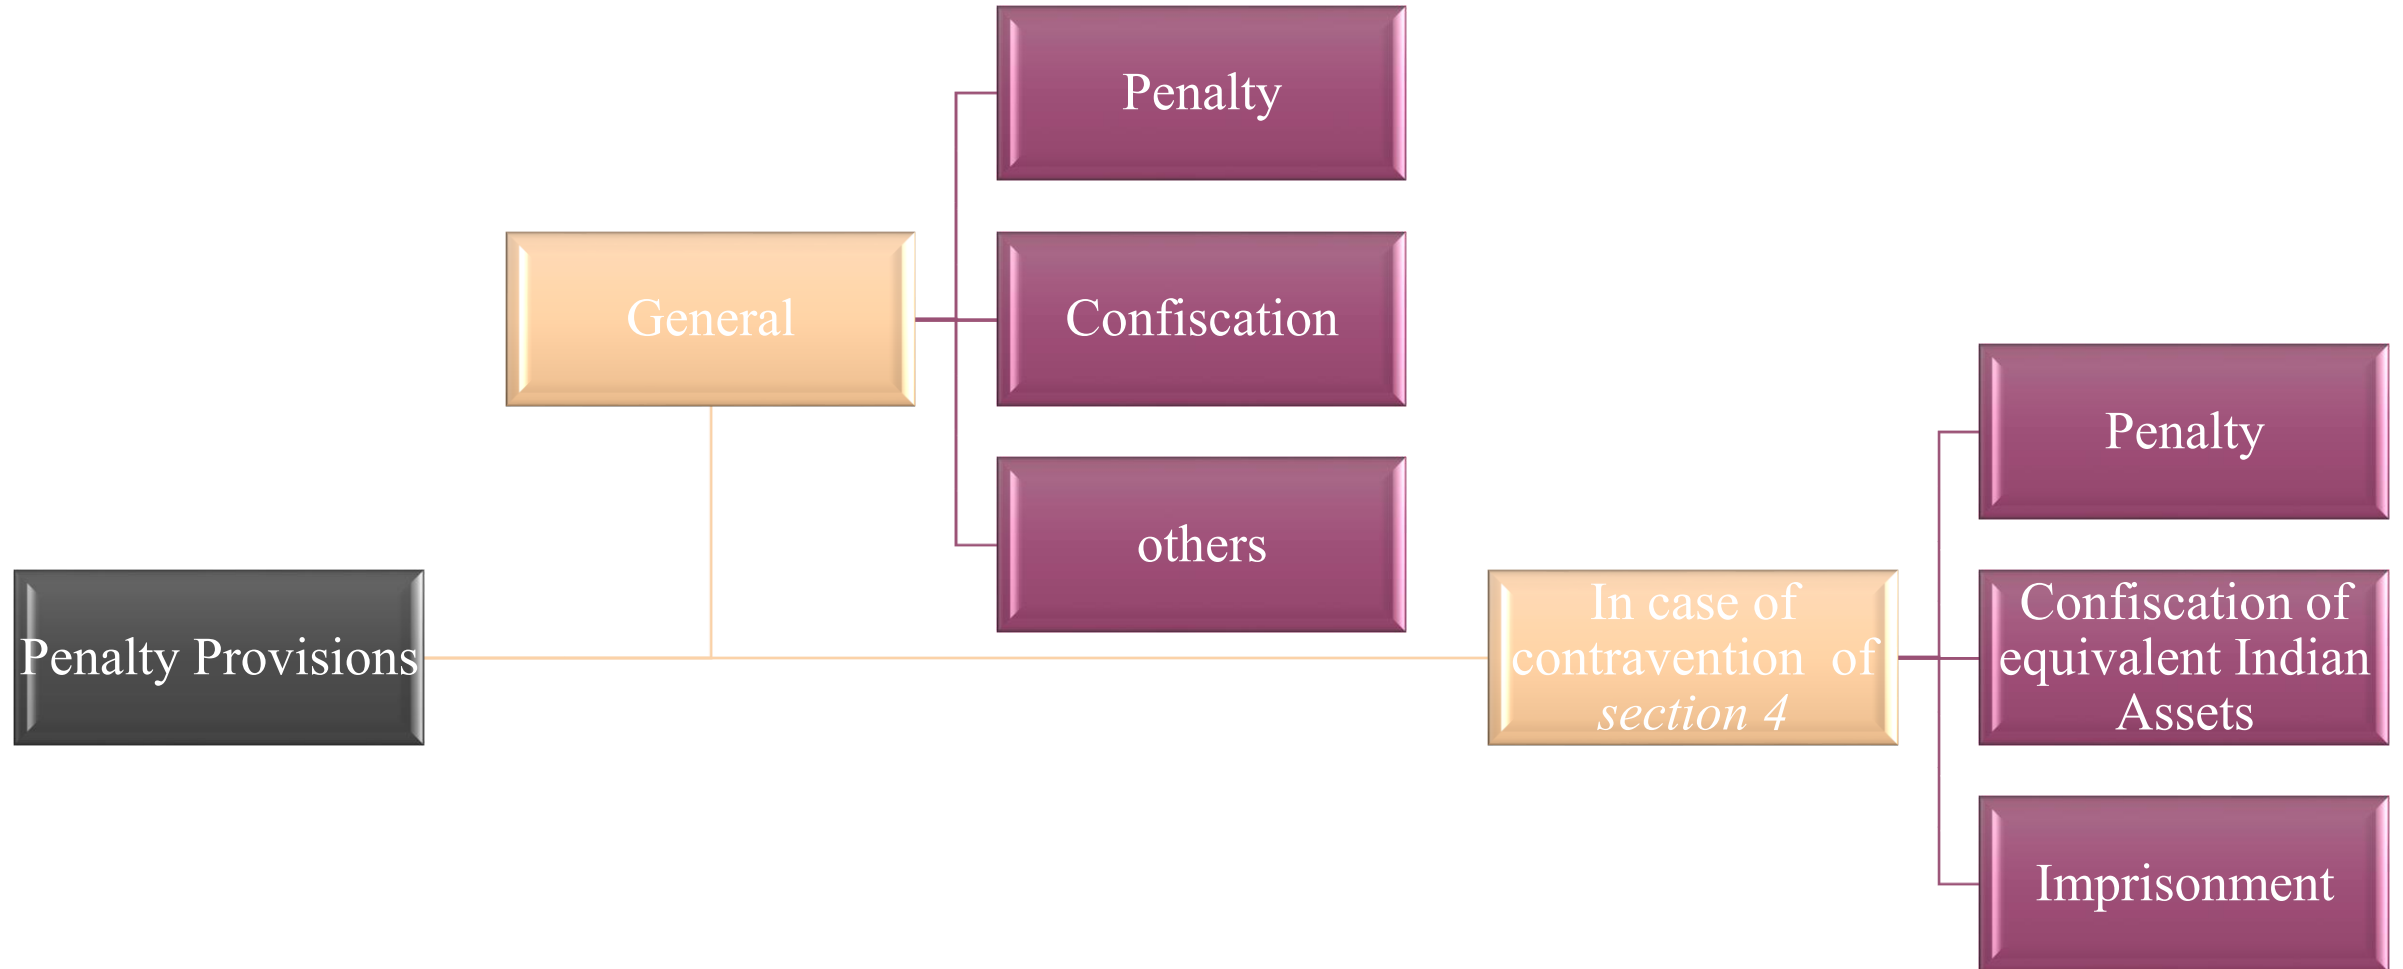 Penalty Provisions
General
Penalty
Confiscation
others
In case of
contravention  of
section 4
Penalty
Confiscation of
equivalent Indian
Assets
Imprisonment